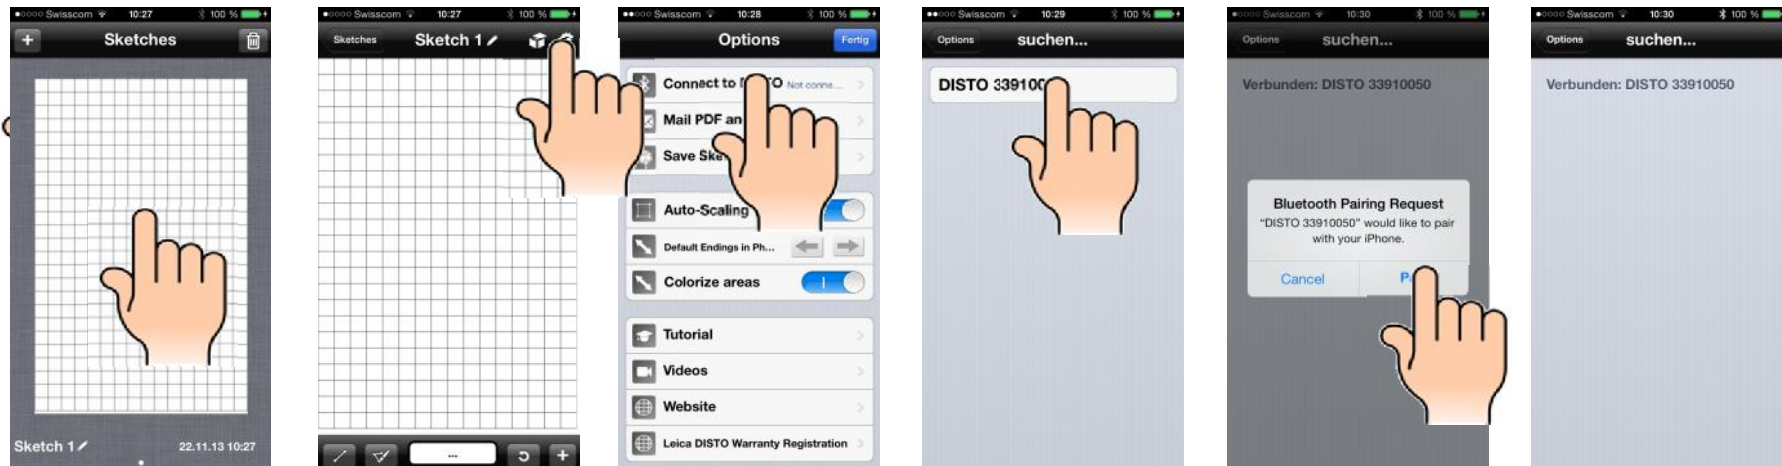 Swisscom 10:27 100 %
Sketches
Sketch 1
22.11.13 10:27
Swisscom 10:27 100 %
Sketches Sketch 1
...
Swisscom 10:28 100 %
Options Fertig
Connect to Not conne...
Mail PDF an
Save Ske
Auto-Scaling
Default Endings in Ph...
Colorize areas
Tutorial
Videos
Website
Leica DISTO Warranty Registration
Swisscom 10:29 100 %
Options suchen...
DISTO 33910
Swisscom 10:30 100 %
Options suchen...
Verbunden: DISTO 33910050
Bluetooth Pairing Request
“DISTO 33910050” would like to pair
with your iPhone.
Cancel
Swisscom 10:30 100 %
Options suchen...
Verbunden: DISTO 33910050